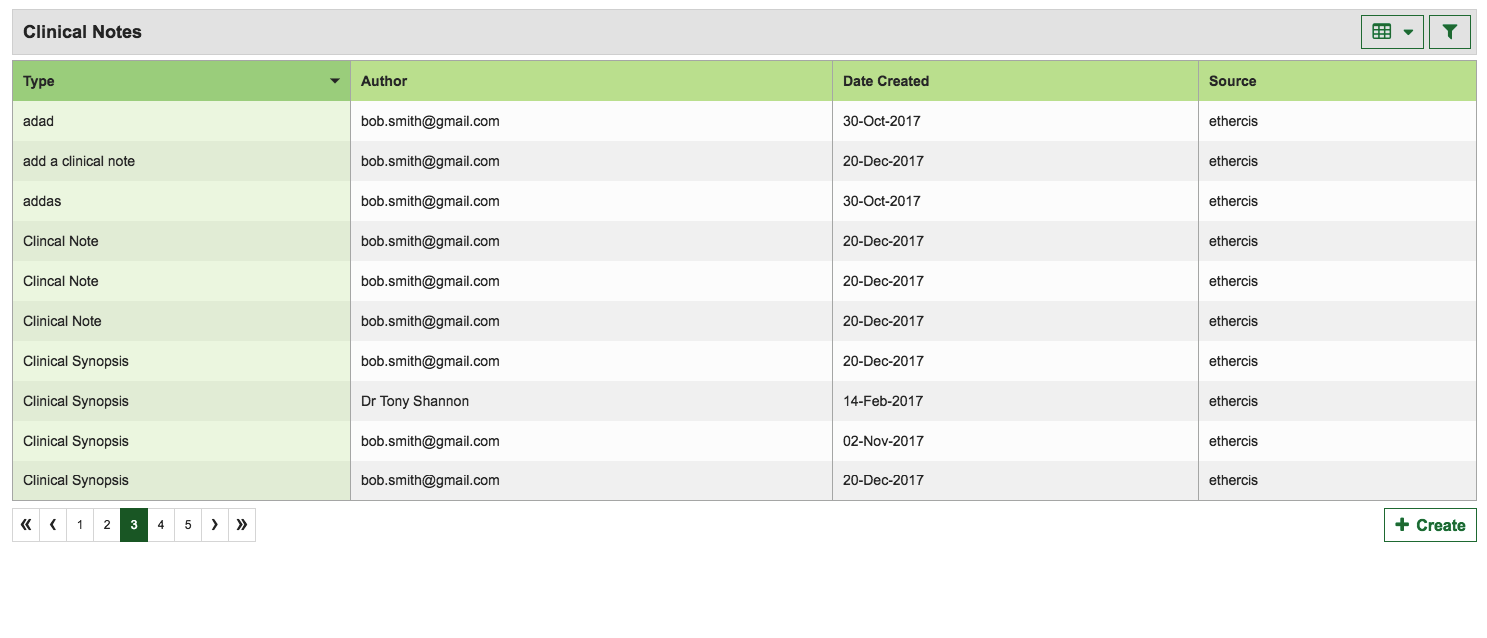 Clinical Notes
Type Author Date Created Source
adad bob.smith@gmail.com 30-Oct-2017 ethercis
add a clinical note bob.smith@gmail.com 20-Dec-2017 ethercis
addas bob.smith@gmail.com 30-Oct-2017 ethercis
Clincal Note bob.smith@gmail.com 20-Dec-2017 ethercis
Clincal Note bob.smith@gmail.com 20-Dec-2017 ethercis
Clinical Note bob.smith@gmail.com 20-Dec-2017 ethercis
Clinical Synopsis bob.smith@gmail.com 20-Dec-2017 ethercis
Clinical Synopsis Dr Tony Shannon 14-Feb-2017 ethercis
Clinical Synopsis bob.smith@gmail.com 02-Nov-2017 ethercis
Clinical Synopsis bob.smith@gmail.com 20-Dec-2017 ethercis
« ‹ 1 2 3 4 5 › » + Create